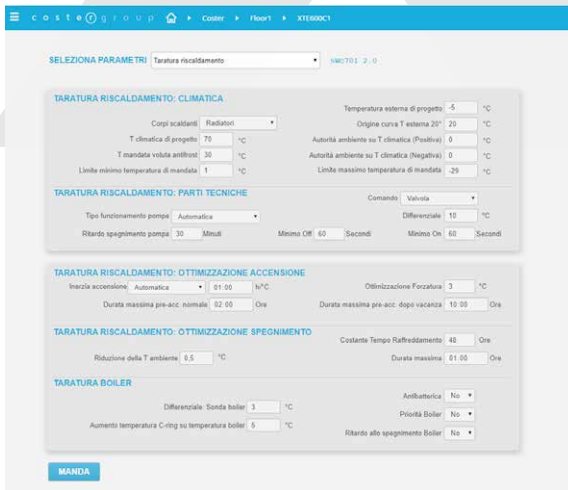 coster group Coster Floor1 XTE600C1
SELEZIONA PARAMETRI Taratura riscaldamento SWC701 2.0
TARATURA RISCALDAMENTO: CLIMATICA
Temperatura esterna di progetto -5 °C
Corpi scaldenti Radiatori
Origine curva T esterna 20° 20 °C
T climatica di progetto 70 °C
Autorità ambiente su T climatica (Positiva) 0 °C
T mandata voluta antifrost 30 °C
Autorità ambiente su T climatica (Negativa) 0 °C
Limite minimo temperatura di mandata 1 °C
Limite massimo temperatura di mandata -29 °C
TARATURA RISCALDAMENTO: PARTI TECNICHE
Comando Valvola
Tipo funzionamento pompe Automatica
Differenziale 10 °C
Ritardo spegnimento pompa 30 Minuti Minimo Off 60 Secondi Minimo On 60 Secondi
TARATURA RISCALDAMENTO: OTTIMIZZAZIONE ACCENSIONE
Inerzia accensione Automatica 01:00 h/°C
Ottimizzazione Forzatura 3 °C
Durata massima pre-acc. normale 02:00 Ore
Durata massima pre-acc. dopo vacanza 10:00 Ore
TARATURA RISCALDAMENTO: OTTIMIZZAZIONE SPEGNIMENTO
Costante Tempo Raffreddamento 48 Ore
Riduzione della T ambiente 0,5 °C
Durata massima 01:00 Ore
TARATURA BOILER
Antibatterica No
Differenziale: Sonda boiler 3 °C
Priorità Boiler No
Aumento temperatura C-ring su temperatura boiler 5 °C
Ritardo allo spegnimento Boiler No
MANDA